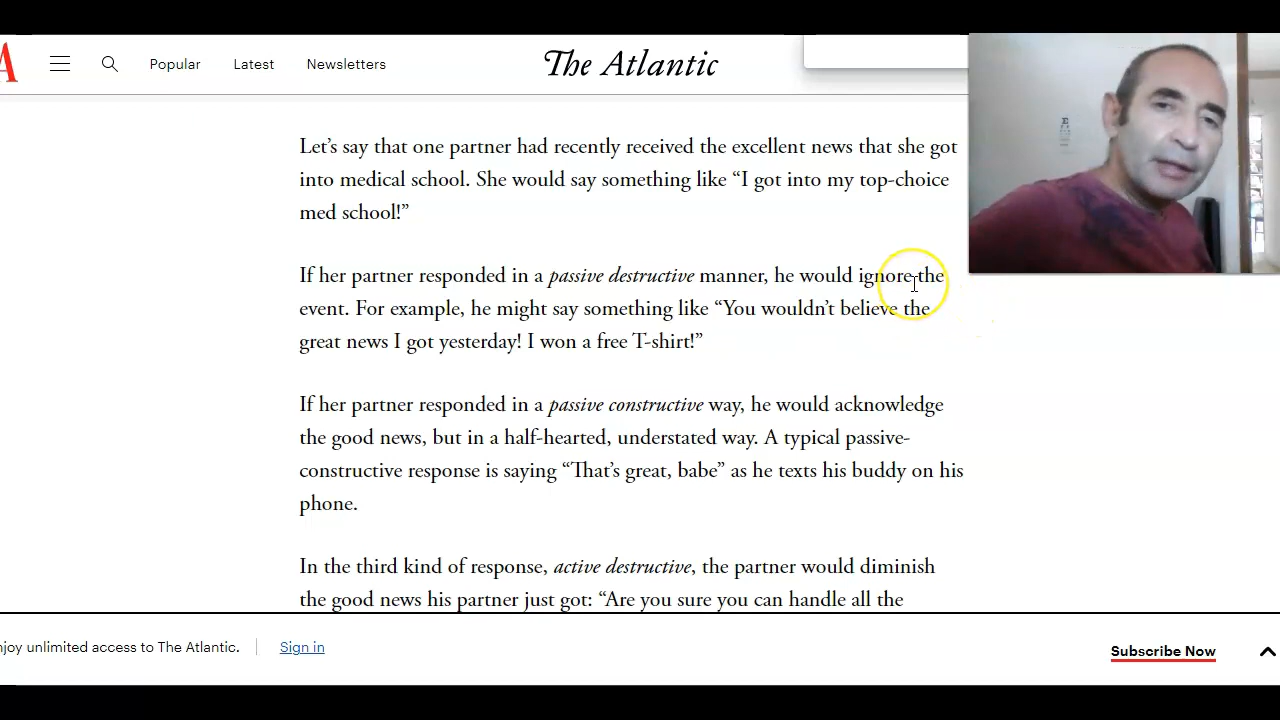 A
Popular
Latest
Newsletters
The Atlantic
Let’s say that one partner had recently received the excellent news that she got
into medical school. She would say something like “I got into my top-choice
med school!”
If her partner responded in a passive destructive manner, he would ignore the
event. For example, he might say something like “You wouldn’t believe the
great news I got yesterday! I won a free T-shirt!”
If her partner responded in a passive constructive way, he would acknowledge
the good news, but in a half-hearted, understated way. A typical passive-
constructive response is saying “That’s great, babe” as he texts his buddy on his
phone.
In the third kind of response, active destructive, the partner would diminish
the good news his partner just got: “Are you sure you can handle all the
njoy unlimited access to The Atlantic.
Sign in
Subscribe Now